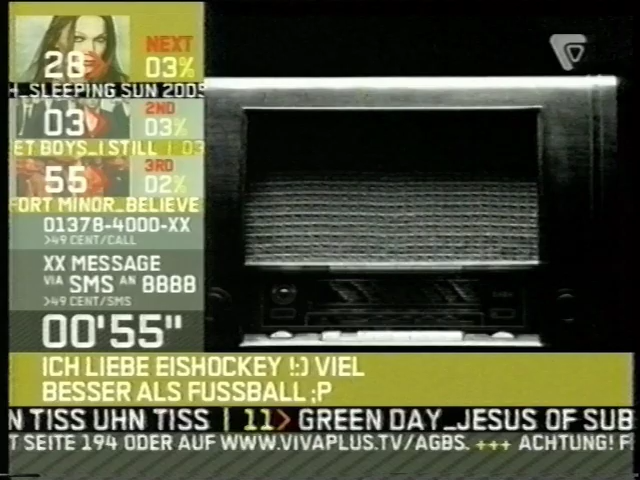 28 NEXT
03%
H_SLEEPING SUN 2005
03 2ND
03%
ET BOYS_I STILL | 03
55 3RD
02%
FORT MINOR_BELIEVE
01378-4000-XX
>49 CENT/CALL
XX MESSAGE
VIA SMS AN 8888
>49 CENT/SMS
00'55"
ICH LIEBE EISHOCKEY !:) VIEL
BESSER ALS FUSSBALL ;P
N TISS UHN TISS | 11> GREEN DAY_JESUS OF SUB
T SEITE 194 ODER AUF WWW.VIVAPLUS.TV/AGBS. +++ ACHTUNG! F